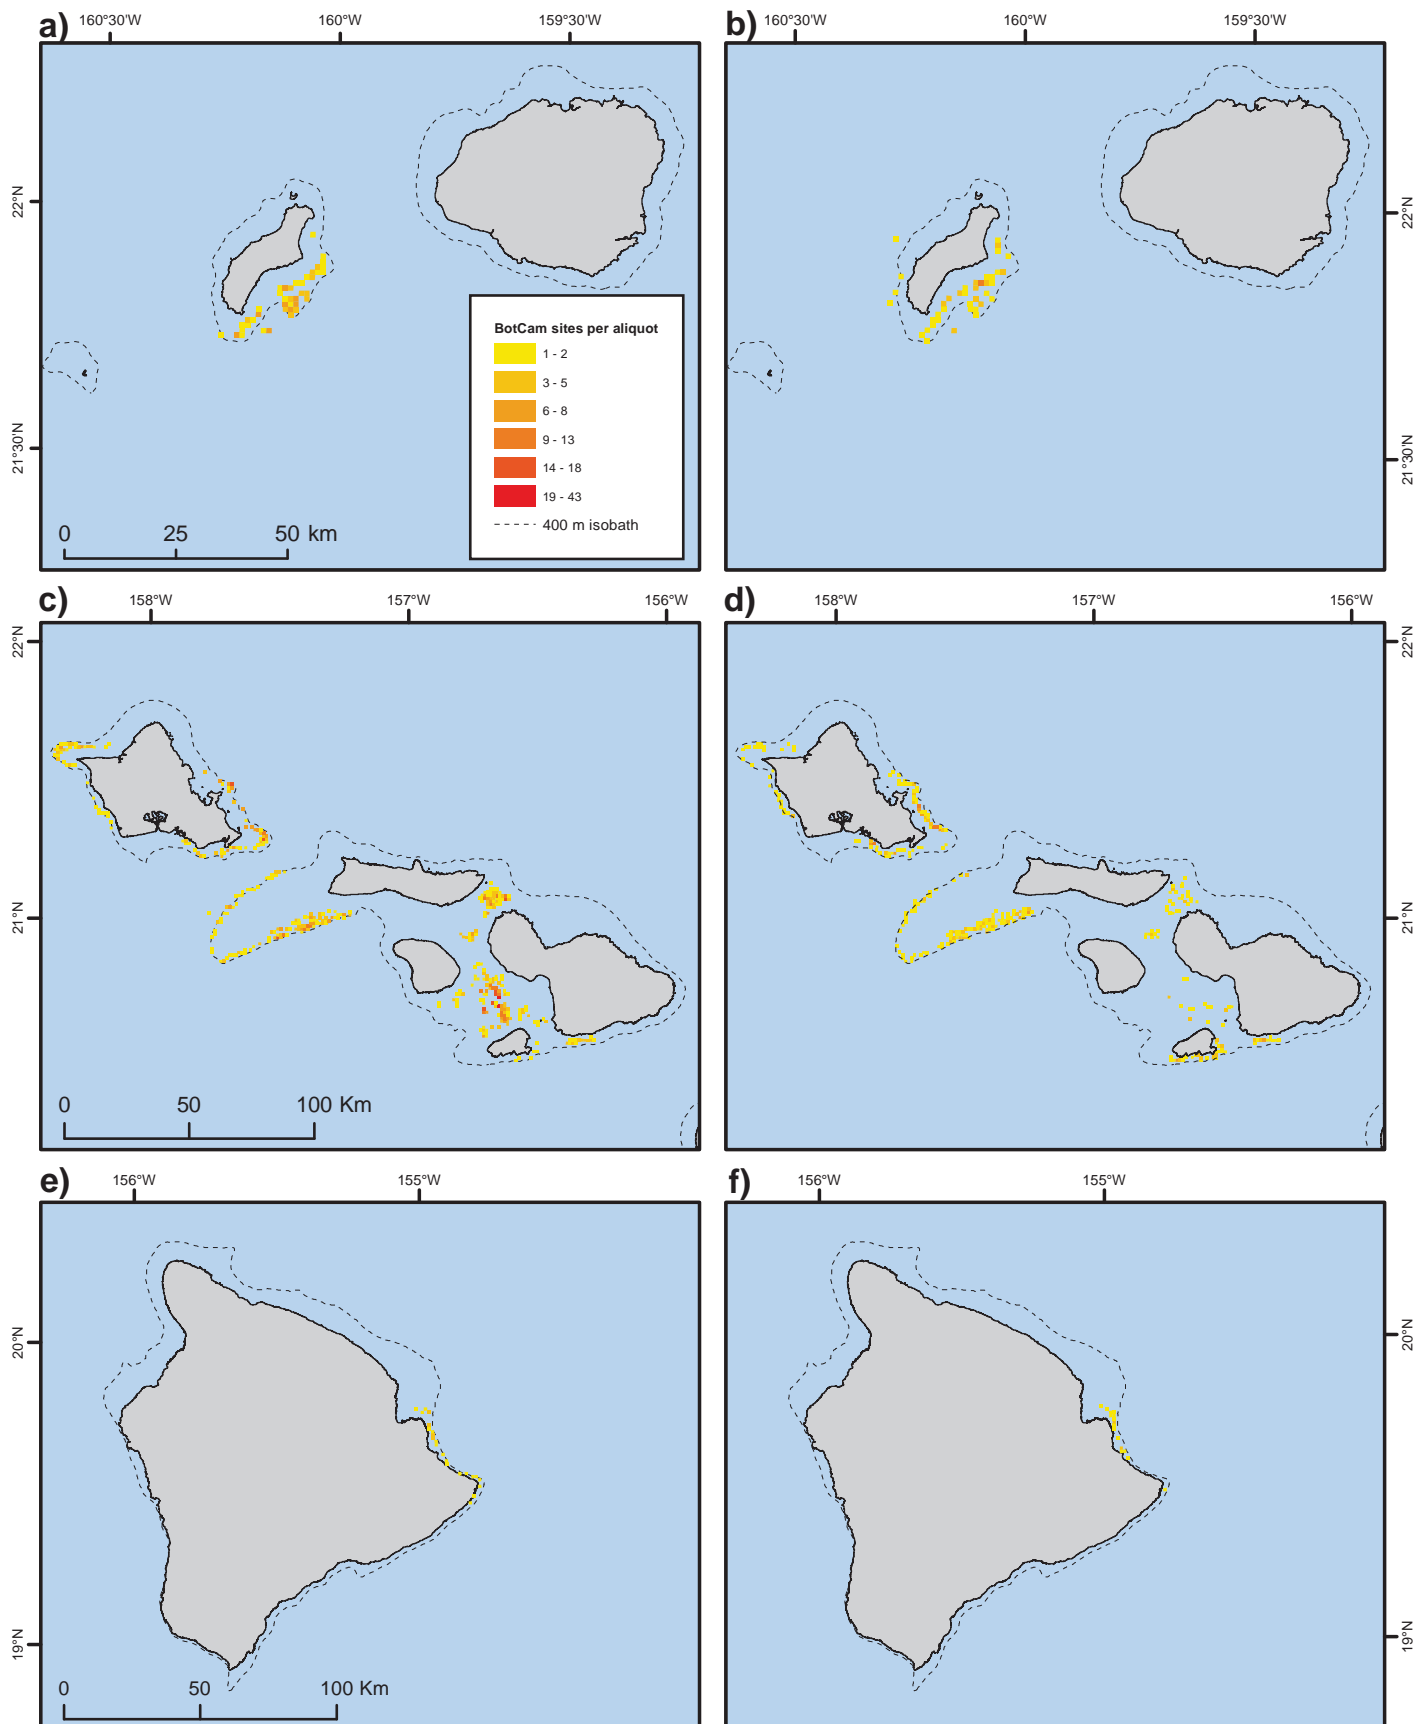 a)
160°30'W
160°W
159°30'W
b)
160°30'W
160°W
159°30'W
22°N
21°30'N
22°N
21°30'N
BotCam sites per aliquot
1 - 2
3 - 5
6 - 8
9 - 13
14 - 18
19 - 43
400 m isobath
0 25 50 km
c)
158°W
157°W
156°W
d)
158°W
157°W
156°W
22°N
21°N
22°N
21°N
0 50 100 Km
e)
156°W
155°W
f)
156°W
155°W
20°N
19°N
20°N
19°N
0 50 100 Km